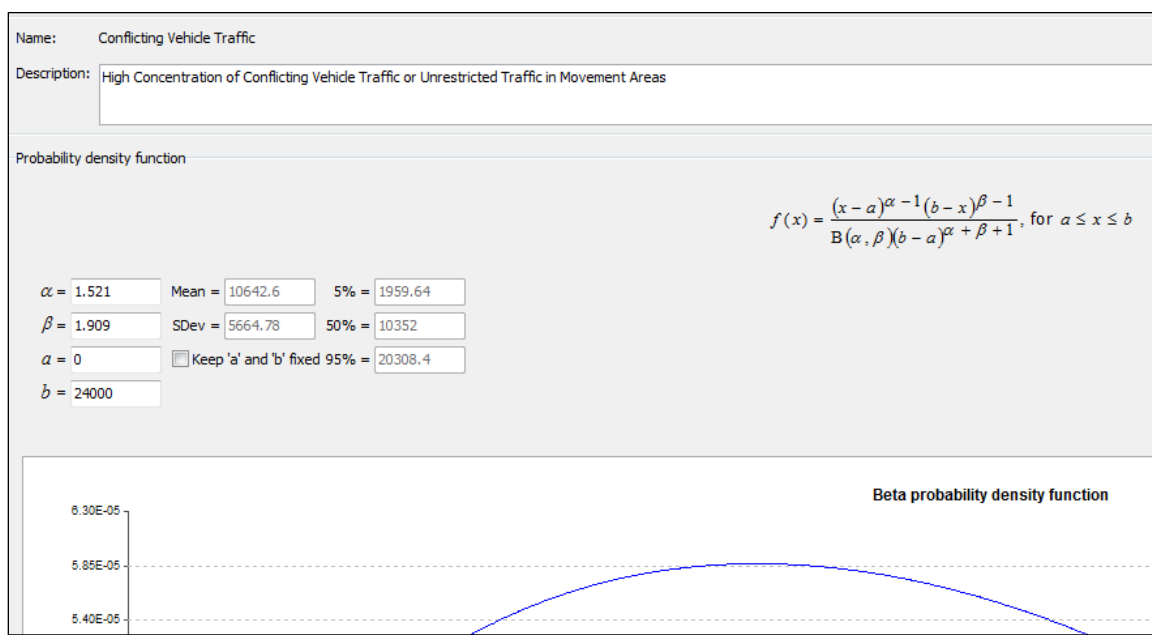 Name: Conflicting Vehicle Traffic
Description: High Concentration of Conflicting Vehicle Traffic or Unrestricted Traffic in Movement Areas
Probability density function
f(x) = (x − a)^{α − 1}(b − x)^{β − 1} / B(α, β)(b − a)^{α + β + 1}, for a ≤ x ≤ b
α = 1.521 Mean = 10642.6 5% = 1959.64
β = 1.909 SDev = 5664.78 50% = 10352
a = 0 Keep 'a' and 'b' fixed 95% = 20308.4
b = 24000
Beta probability density function
6.30E-05
5.85E-05
5.40E-05